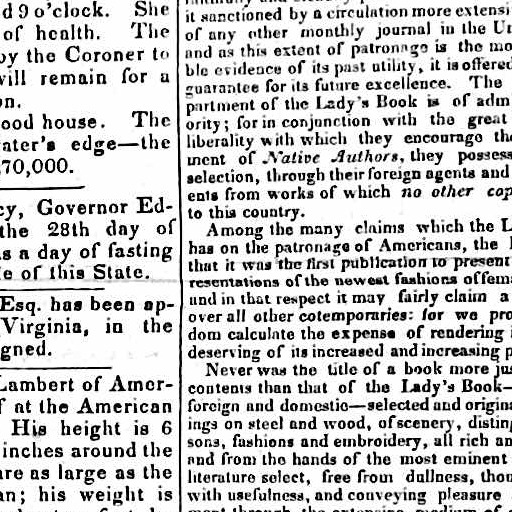 d 9 o'clock. She
of health. The
by the Coroner to
will remain for a
on.
ood house. The
ater's edge—the
70,000.
cy, Governor Ed-
the 28th day of
as a day of fasting
e of this State.
Esq. has been ap-
Virginia, in the
gned.
Lambert of Amer-
f at the American
His height is 6
inches around the
are as large as the
an; his weight is
it sanctioned by a circulation more extensi
of any other monthly journal in the Un
and as this extent of patronage is the mo
ble evidence of its past utility, it is offered
guarantee for its future excellence. The
partment of the Lady's Book is of adm
ority; for in conjunction with the great
liberality with which they encourage the
ment of Native Authors, they possess
selection, through their foreign agents and
ents from works of which no other cop
to this country.
Among the many claims which the L
has on the patronage of Americans, the l
that it was the first publication to present
resentations of the newest fashions of fema
and in that respect it may fairly claim a
over all other cotemporaries: for we pro
dom calculate the expense of rendering i
deserving of its increased and increasing p
Never was the title of a book more jus
contents than that of the Lady's Book—
foreign and domestic—selected and origina
ings on steel and wood, of scenery, disting
sons, fashions and embroidery, all rich an
and from the hands of the most eminent
literature select, free from dullness, thou
with usefulness, and conveying pleasure
most through the extensive medium of